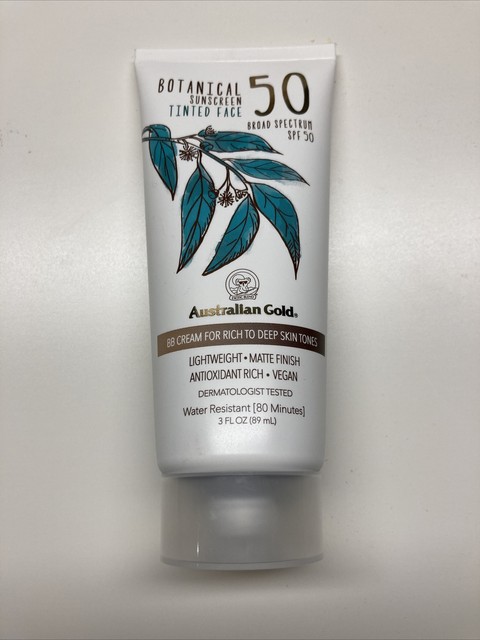 BOTANICAL 50
SUNSCREEN
TINTED FACE
BROAD SPECTRUM
SPF 50
Australian Gold®
BB CREAM FOR RICH TO DEEP SKIN TONES
LIGHTWEIGHT • MATTE FINISH
ANTIOXIDANT RICH • VEGAN
DERMATOLOGIST TESTED
Water Resistant [80 Minutes]
3 FL OZ (89 mL)